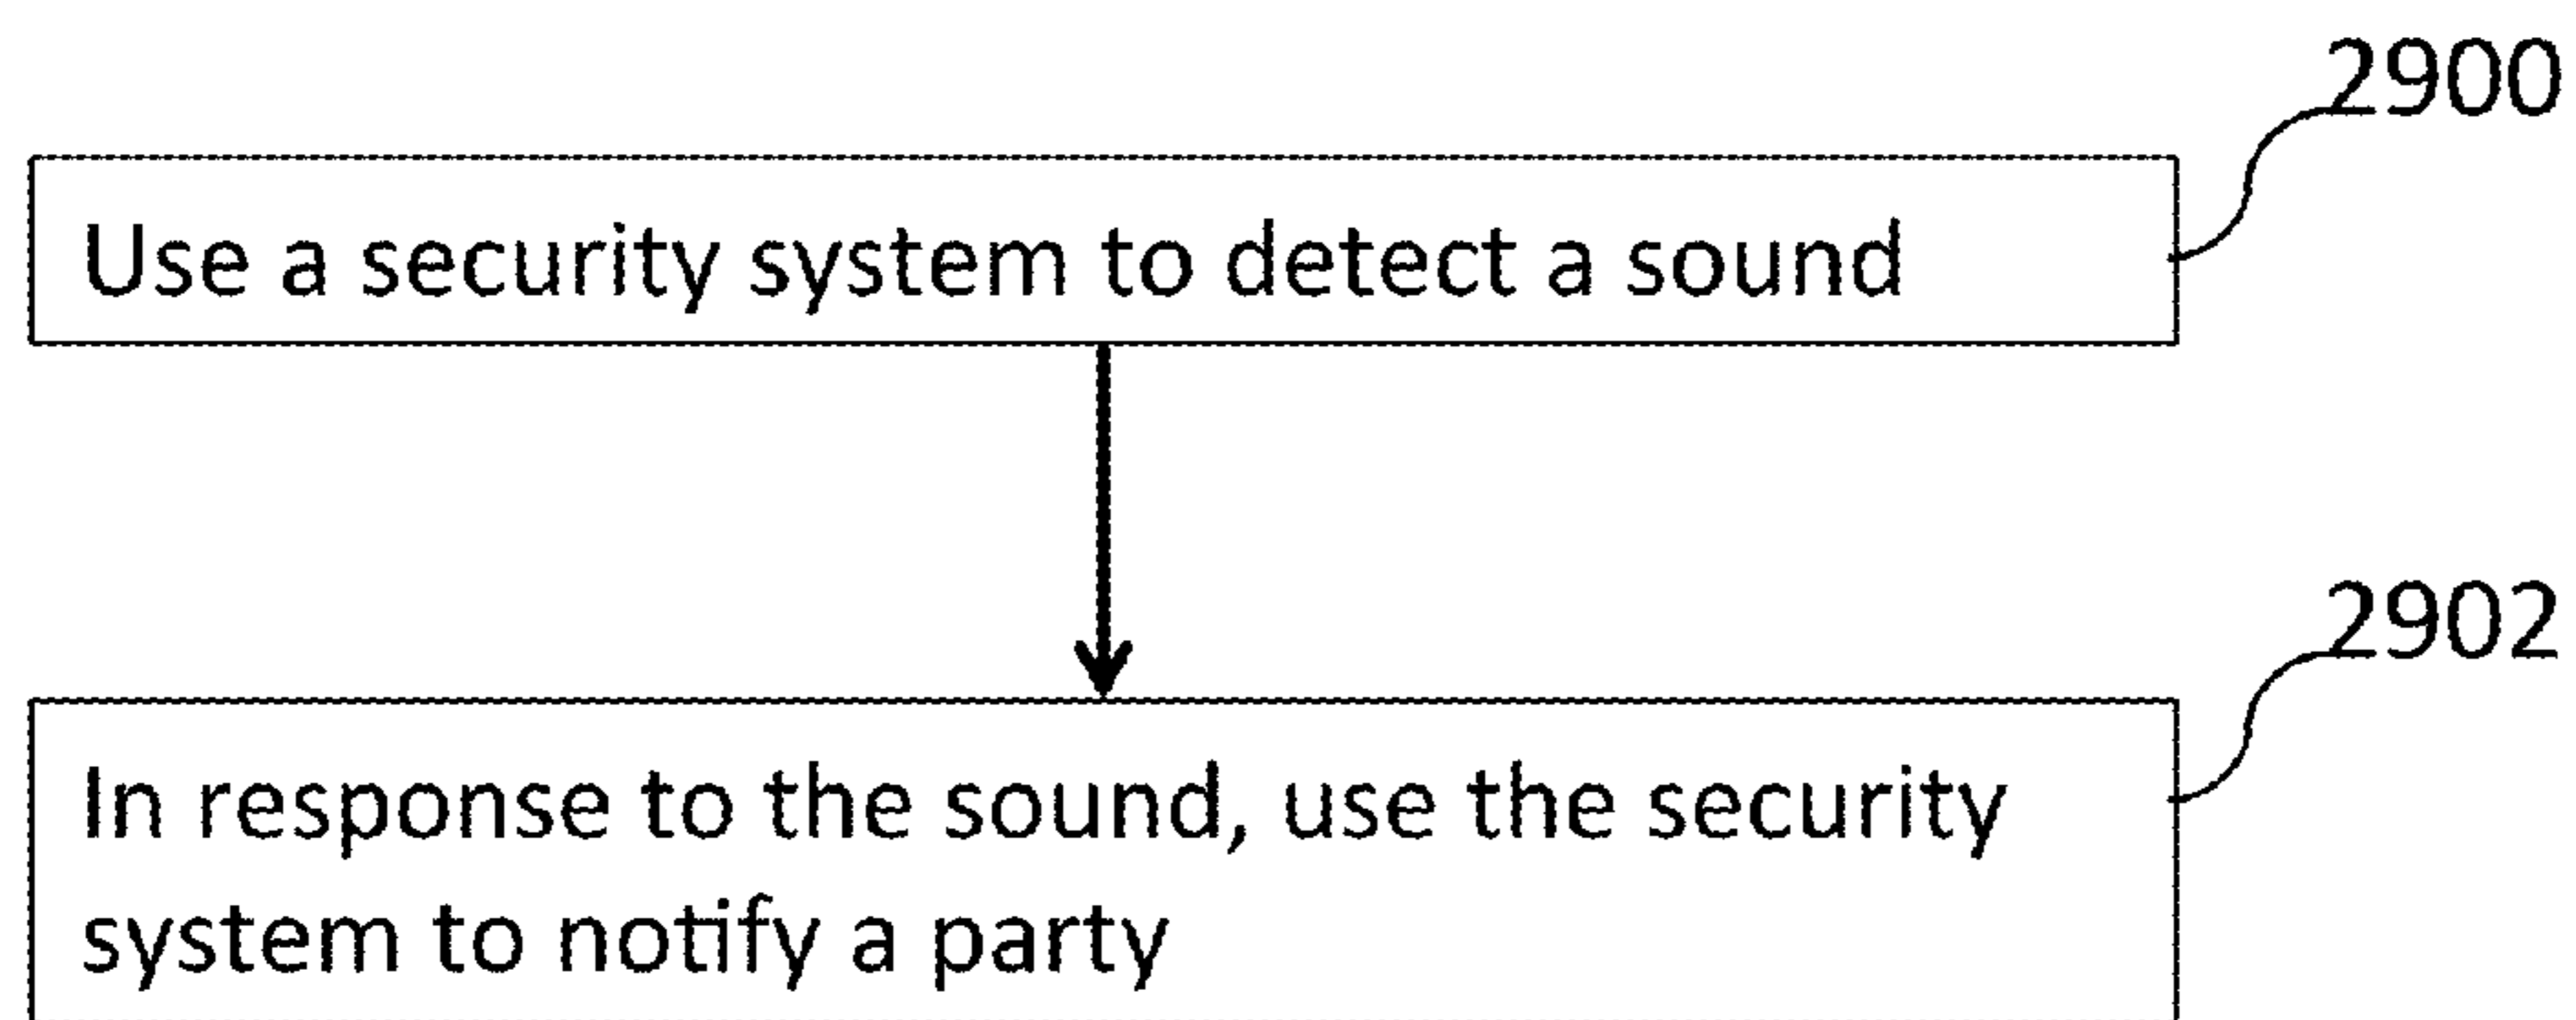 2900
Use a security system to detect a sound
2902
In response to the sound, use the security
system to notify a party